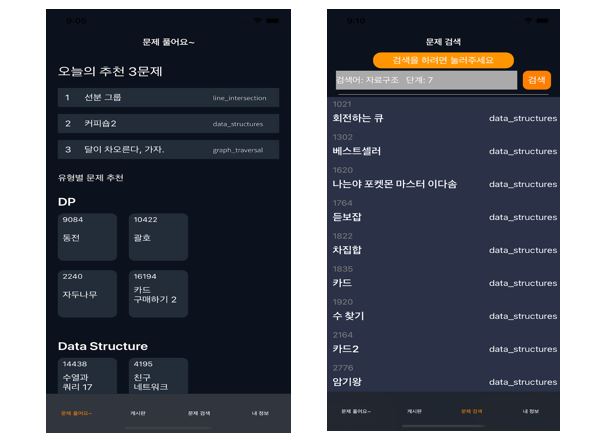 9:05
문제 풀어요~
오늘의 추천 3문제
1 선분 그룹 line_intersection
2 커피숍2 data_structures
3 달이 차오른다, 가자. graph_traversal
유형별 문제 추천
DP
9084 10422
동전 괄호
2240 16194
자두나무 카드
구매하기 2
Data Structure
14438 4195
수열과 친구
쿼리 17 네트워크
문제 풀어요~ 게시판 문제 검색 내 정보
9:10
문제 검색
검색을 하려면 눌러주세요
검색어: 자료구조 단계: 7 검색
1021
회전하는 큐 data_structures
1302
베스트셀러 data_structures
1620
나는야 포켓몬 마스터 이다솜 data_structures
1764
듣보잡 data_structures
1822
차집합 data_structures
1835
카드 data_structures
1920
수 찾기 data_structures
2164
카드2 data_structures
2776
암기왕 data_structures
문제 풀어요~ 게시판 문제 검색 내 정보